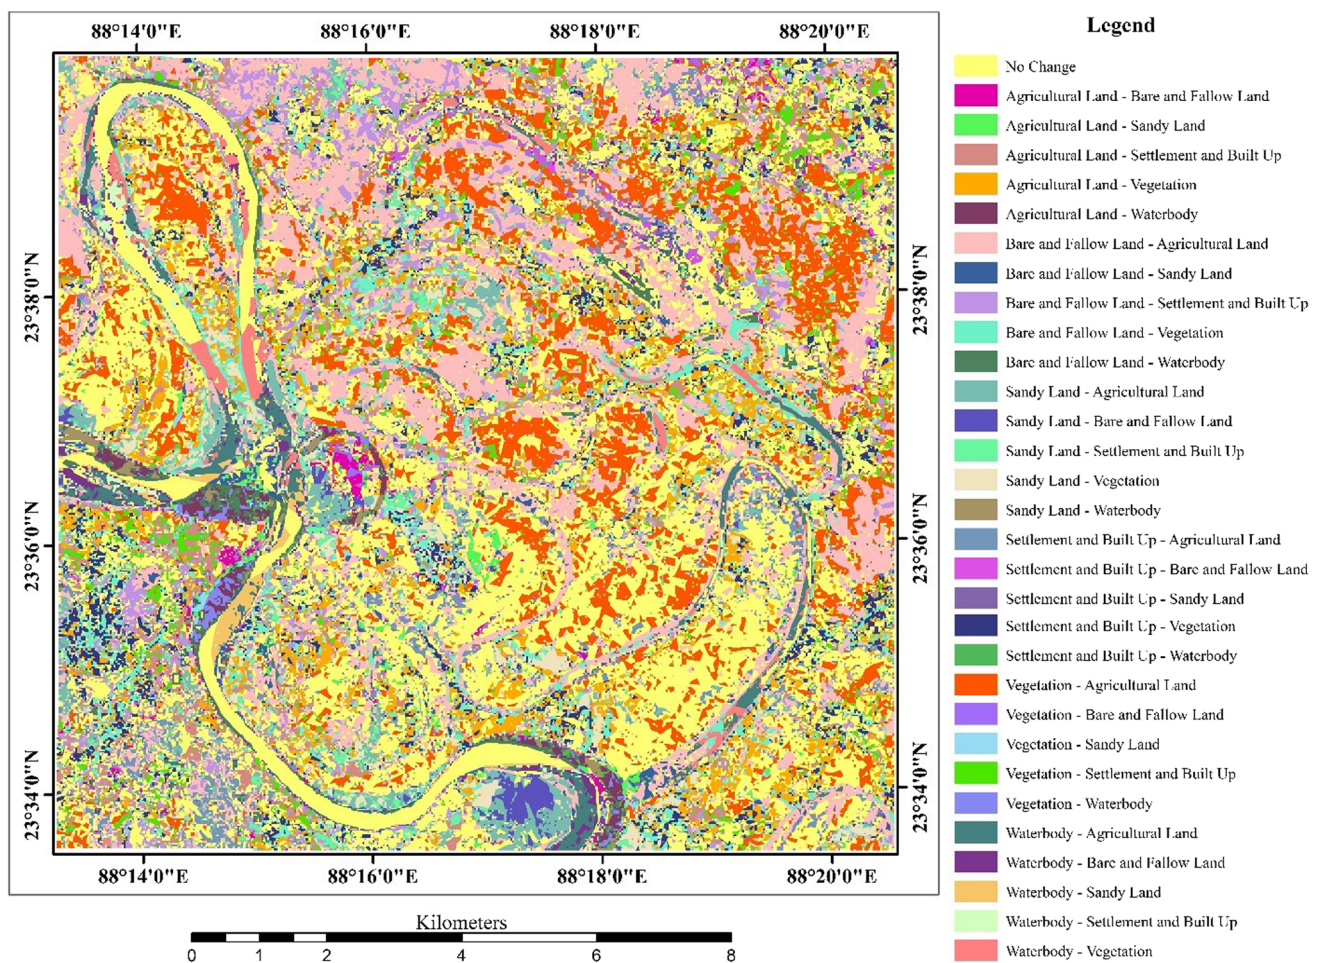 88°14'0"E 88°16'0"E 88°18'0"E 88°20'0"E
23°38'0"N 23°38'0"N
23°36'0"N 23°36'0"N
23°34'0"N 23°34'0"N
88°14'0"E 88°16'0"E 88°18'0"E 88°20'0"E
Kilometers
0 1 2 4 6 8
Legend
No Change
Agricultural Land - Bare and Fallow Land
Agricultural Land - Sandy Land
Agricultural Land - Settlement and Built Up
Agricultural Land - Vegetation
Agricultural Land - Waterbody
Bare and Fallow Land - Agricultural Land
Bare and Fallow Land - Sandy Land
Bare and Fallow Land - Settlement and Built Up
Bare and Fallow Land - Vegetation
Bare and Fallow Land - Waterbody
Sandy Land - Agricultural Land
Sandy Land - Bare and Fallow Land
Sandy Land - Settlement and Built Up
Sandy Land - Vegetation
Sandy Land - Waterbody
Settlement and Built Up - Agricultural Land
Settlement and Built Up - Bare and Fallow Land
Settlement and Built Up - Sandy Land
Settlement and Built Up - Vegetation
Settlement and Built Up - Waterbody
Vegetation - Agricultural Land
Vegetation - Bare and Fallow Land
Vegetation - Sandy Land
Vegetation - Settlement and Built Up
Vegetation - Waterbody
Waterbody - Agricultural Land
Waterbody - Bare and Fallow Land
Waterbody - Sandy Land
Waterbody - Settlement and Built Up
Waterbody - Vegetation